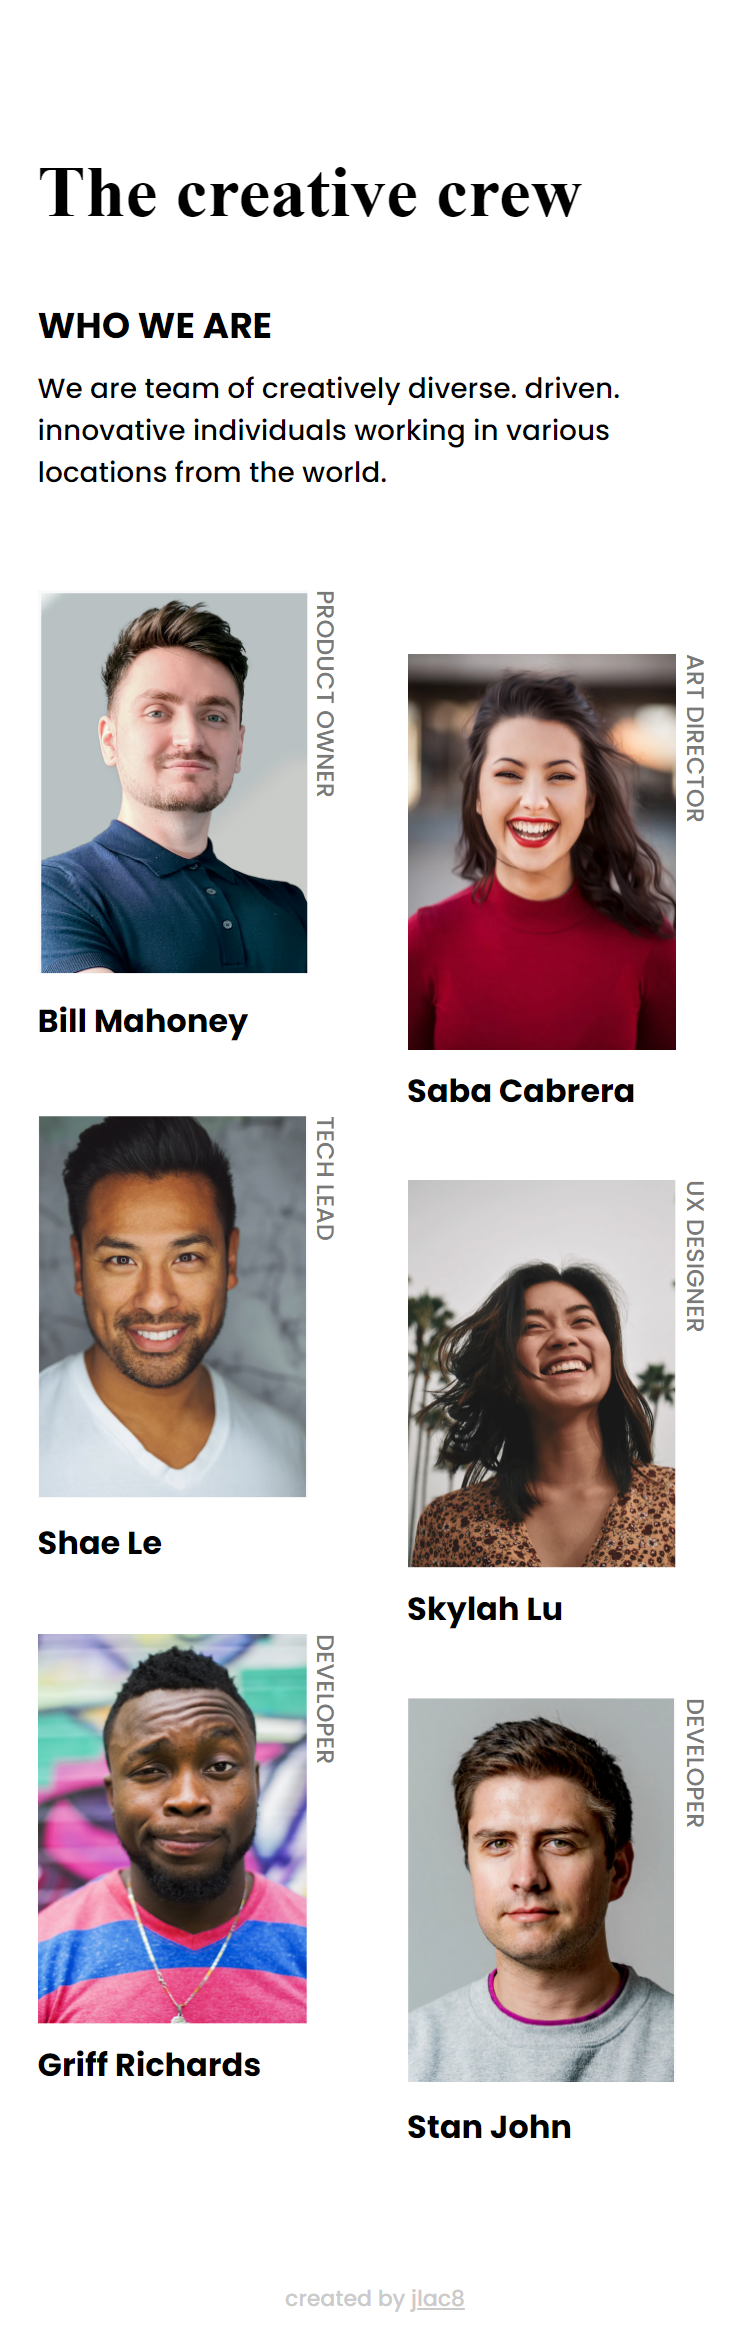 The creative crew
WHO WE ARE
We are team of creatively diverse. driven.
innovative individuals working in various
locations from the world.
PRODUCT OWNER
Bill Mahoney
ART DIRECTOR
Saba Cabrera
TECH LEAD
Shae Le
UX DESIGNER
Skylah Lu
DEVELOPER
Griff Richards
DEVELOPER
Stan John
created by jlac8